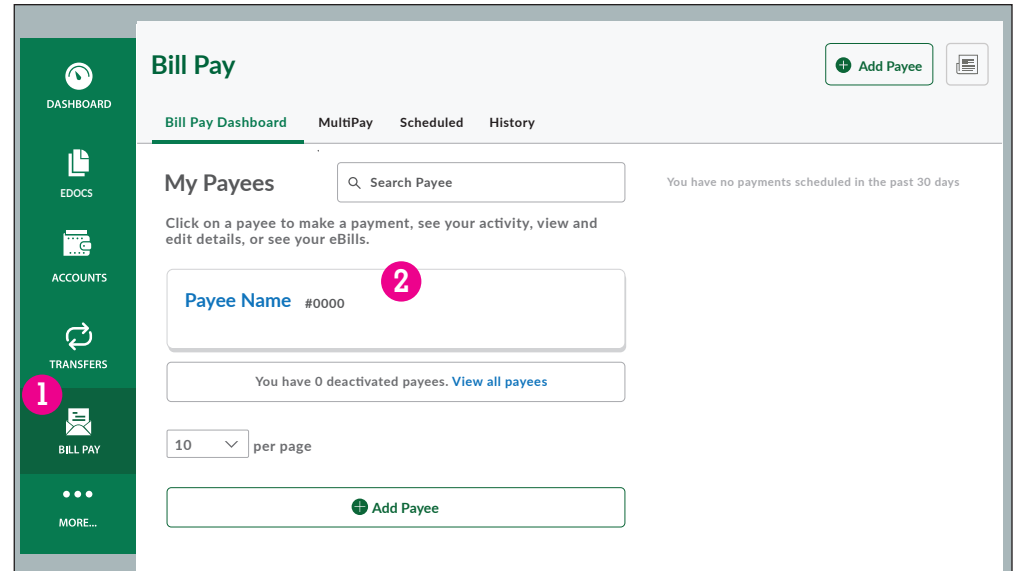 DASHBOARD
EDOCS
ACCOUNTS
TRANSFERS
1
BILL PAY
MORE...
Bill Pay
Add Payee
Bill Pay Dashboard MultiPay Scheduled History
My Payees
Search Payee
You have no payments scheduled in the past 30 days
Click on a payee to make a payment, see your activity, view and
edit details, or see your eBills.
2
Payee Name #0000
You have 0 deactivated payees. View all payees
10 per page
Add Payee